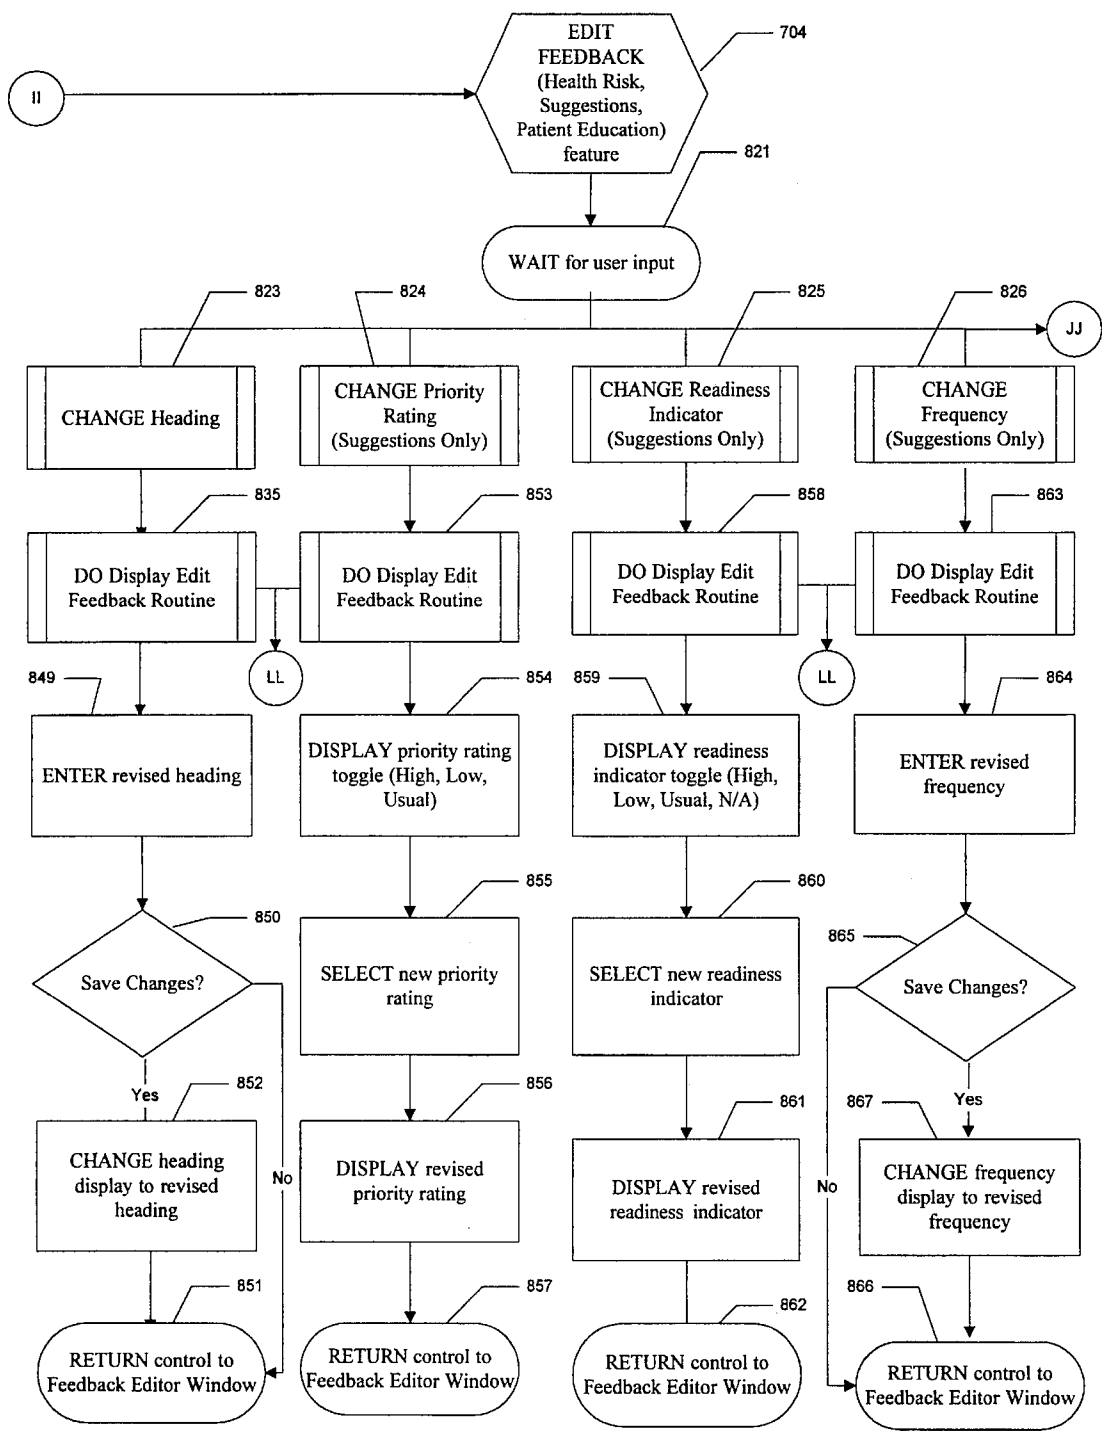 EDIT
FEEDBACK
(Health Risk,
Suggestions,
Patient Education)
feature
704
II
821
WAIT for user input
823
824
825
826
JJ
CHANGE Heading
CHANGE Priority
Rating
(Suggestions Only)
CHANGE Readiness
Indicator
(Suggestions Only)
CHANGE
Frequency
(Suggestions Only)
835
853
858
863
DO Display Edit
Feedback Routine
DO Display Edit
Feedback Routine
DO Display Edit
Feedback Routine
DO Display Edit
Feedback Routine
LL
LL
849
854
859
864
ENTER revised heading
DISPLAY priority rating
toggle (High, Low,
Usual)
DISPLAY readiness
indicator toggle (High,
Low, Usual, N/A)
ENTER revised
frequency
850
855
860
865
Save Changes?
SELECT new priority
rating
SELECT new readiness
indicator
Save Changes?
Yes
852
856
861
867
Yes
CHANGE heading
display to revised
heading
No
DISPLAY revised
priority rating
DISPLAY revised
readiness indicator
No
CHANGE frequency
display to revised
frequency
851
857
862
866
RETURN control to
Feedback Editor Window
RETURN control to
Feedback Editor Window
RETURN control to
Feedback Editor Window
RETURN control to
Feedback Editor Window